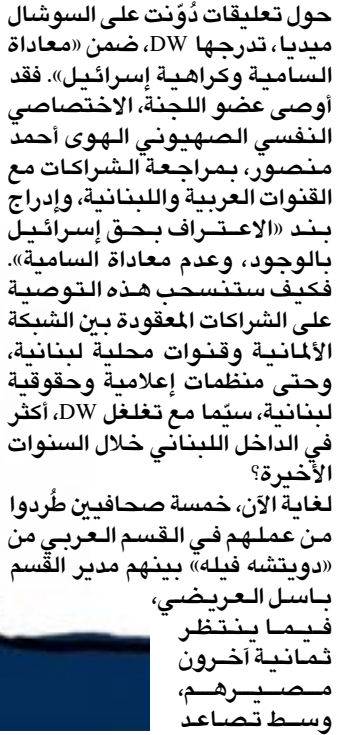 حول تعليقات دُوّنت على السوشال
ميديا، تدرجها DW، ضمن «معاداة
السامية وكراهية إسرائيل». فقد
أوصى عضو اللجنة، الاختصاصي
النفسي الصهيوني الهوى أحمد
منصور، بمراجعة الشراكات مع
القنوات العربية واللبنانية، وإدراج
بند «الاعتراف بحق إسرائيل
بالوجود، وعدم معاداة السامية».
فكيف ستنسحب هذه التوصية
على الشراكات المعقودة بين الشبكة
الألمانية وقنوات محلية لبنانية،
وحتى منظمات إعلامية وحقوقية
لبنانية، سيّما مع تغلغل DW، أكثر
في الداخل اللبناني خلال السنوات
الأخيرة؟
لغاية الآن، خمسة صحافيين طُردوا
من عملهم في القسم العربي من
«دويتشه فيله» بينهم مدير القسم
باسل العريضي،
فيما ينتظر
ثمانية آخرون
مصيرهم،
وسط تصاعد